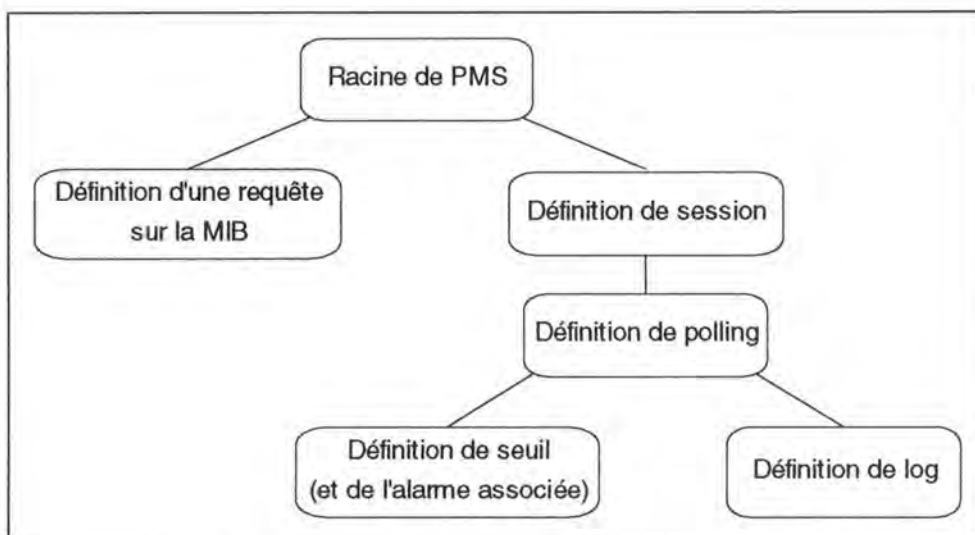 Racine de PMS
Définition d'une requête
sur la MIB
Définition de session
Définition de polling
Définition de seuil
(et de l'alarme associée)
Définition de log